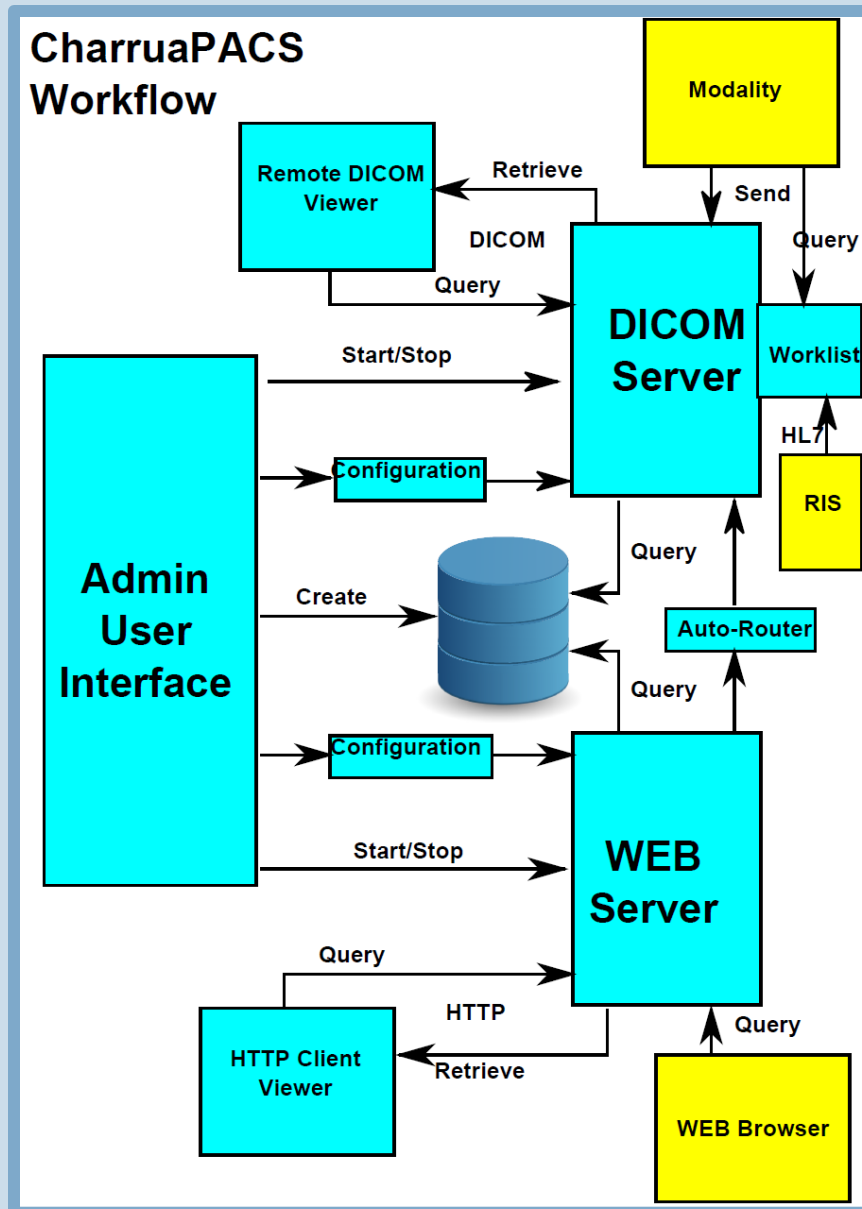 CharruaPACS
Workflow
Modality
Remote DICOM
Viewer
Retrieve
Send
DICOM
Query
Query
DICOM
Server
Worklist
Start/Stop
HL7
Configuration
RIS
Query
Admin
User
Interface
Create
Auto-Router
Query
Configuration
Start/Stop
WEB
Server
Query
HTTP
Query
HTTP Client
Viewer
Retrieve
WEB Browser